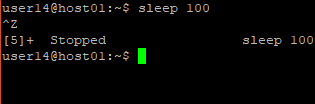 user14@host01:~$ sleep 100
^Z
[5]+  Stopped                 sleep 100
user14@host01:~$